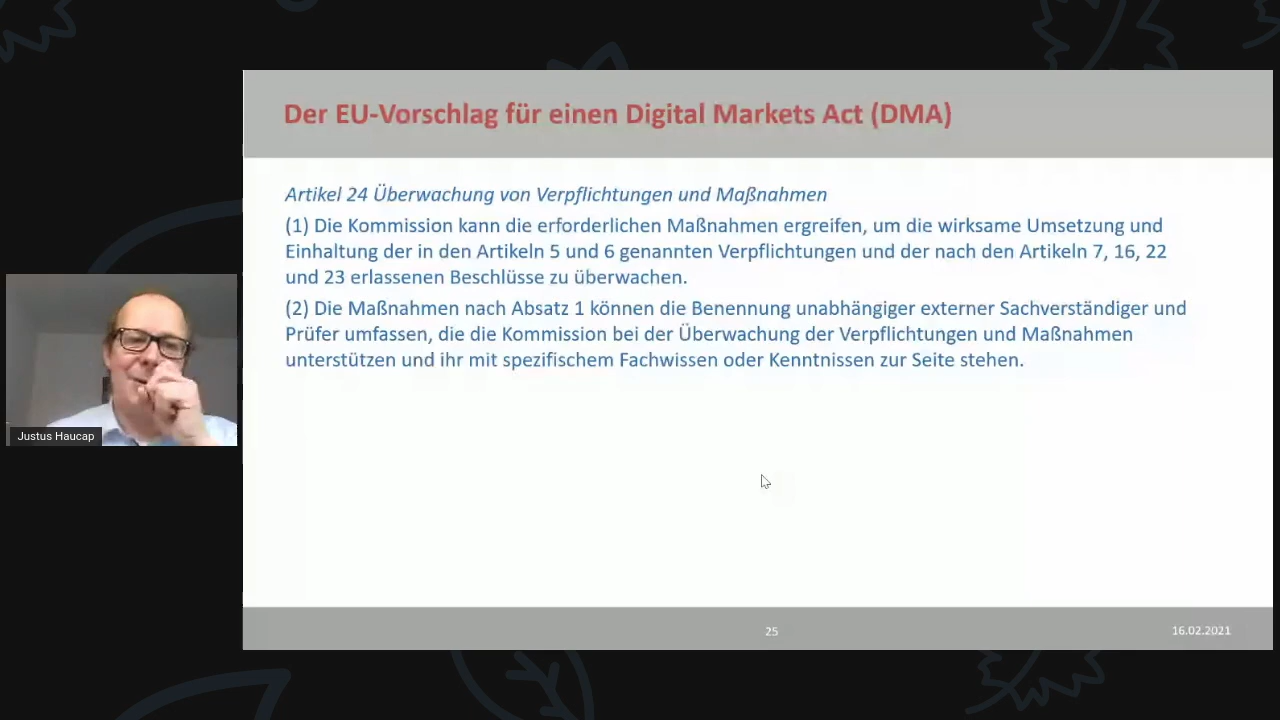 Der EU-Vorschlag für einen Digital Markets Act (DMA)
Artikel 24 Überwachung von Verpflichtungen und Maßnahmen
(1) Die Kommission kann die erforderlichen Maßnahmen ergreifen, um die wirksame Umsetzung und
Einhaltung der in den Artikeln 5 und 6 genannten Verpflichtungen und der nach den Artikeln 7, 16, 22
und 23 erlassenen Beschlüsse zu überwachen.
(2) Die Maßnahmen nach Absatz 1 können die Benennung unabhängiger externer Sachverständiger und
Prüfer umfassen, die die Kommission bei der Überwachung der Verpflichtungen und Maßnahmen
unterstützen und ihr mit spezifischem Fachwissen oder Kenntnissen zur Seite stehen.
Justus Haucap
25
16.02.2021